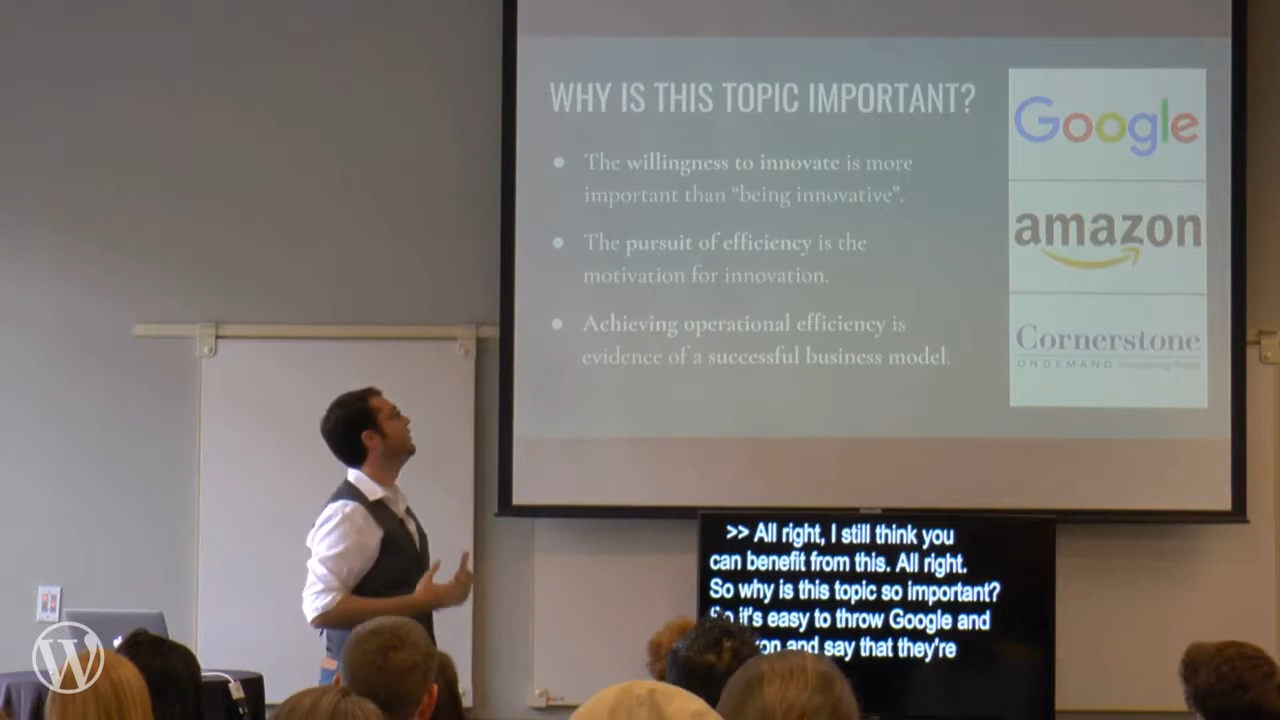 WHY IS THIS TOPIC IMPORTANT?
● The willingness to innovate is more
important than “being innovative”.
● The pursuit of efficiency is the
motivation for innovation.
● Achieving operational efficiency is
evidence of a successful business model.
Google
amazon
Cornerstone
ONDEMAND
>> All right, I still think you
can benefit from this. All right.
So why is this topic so important?
So it's easy to throw Google and
and say that they're
W